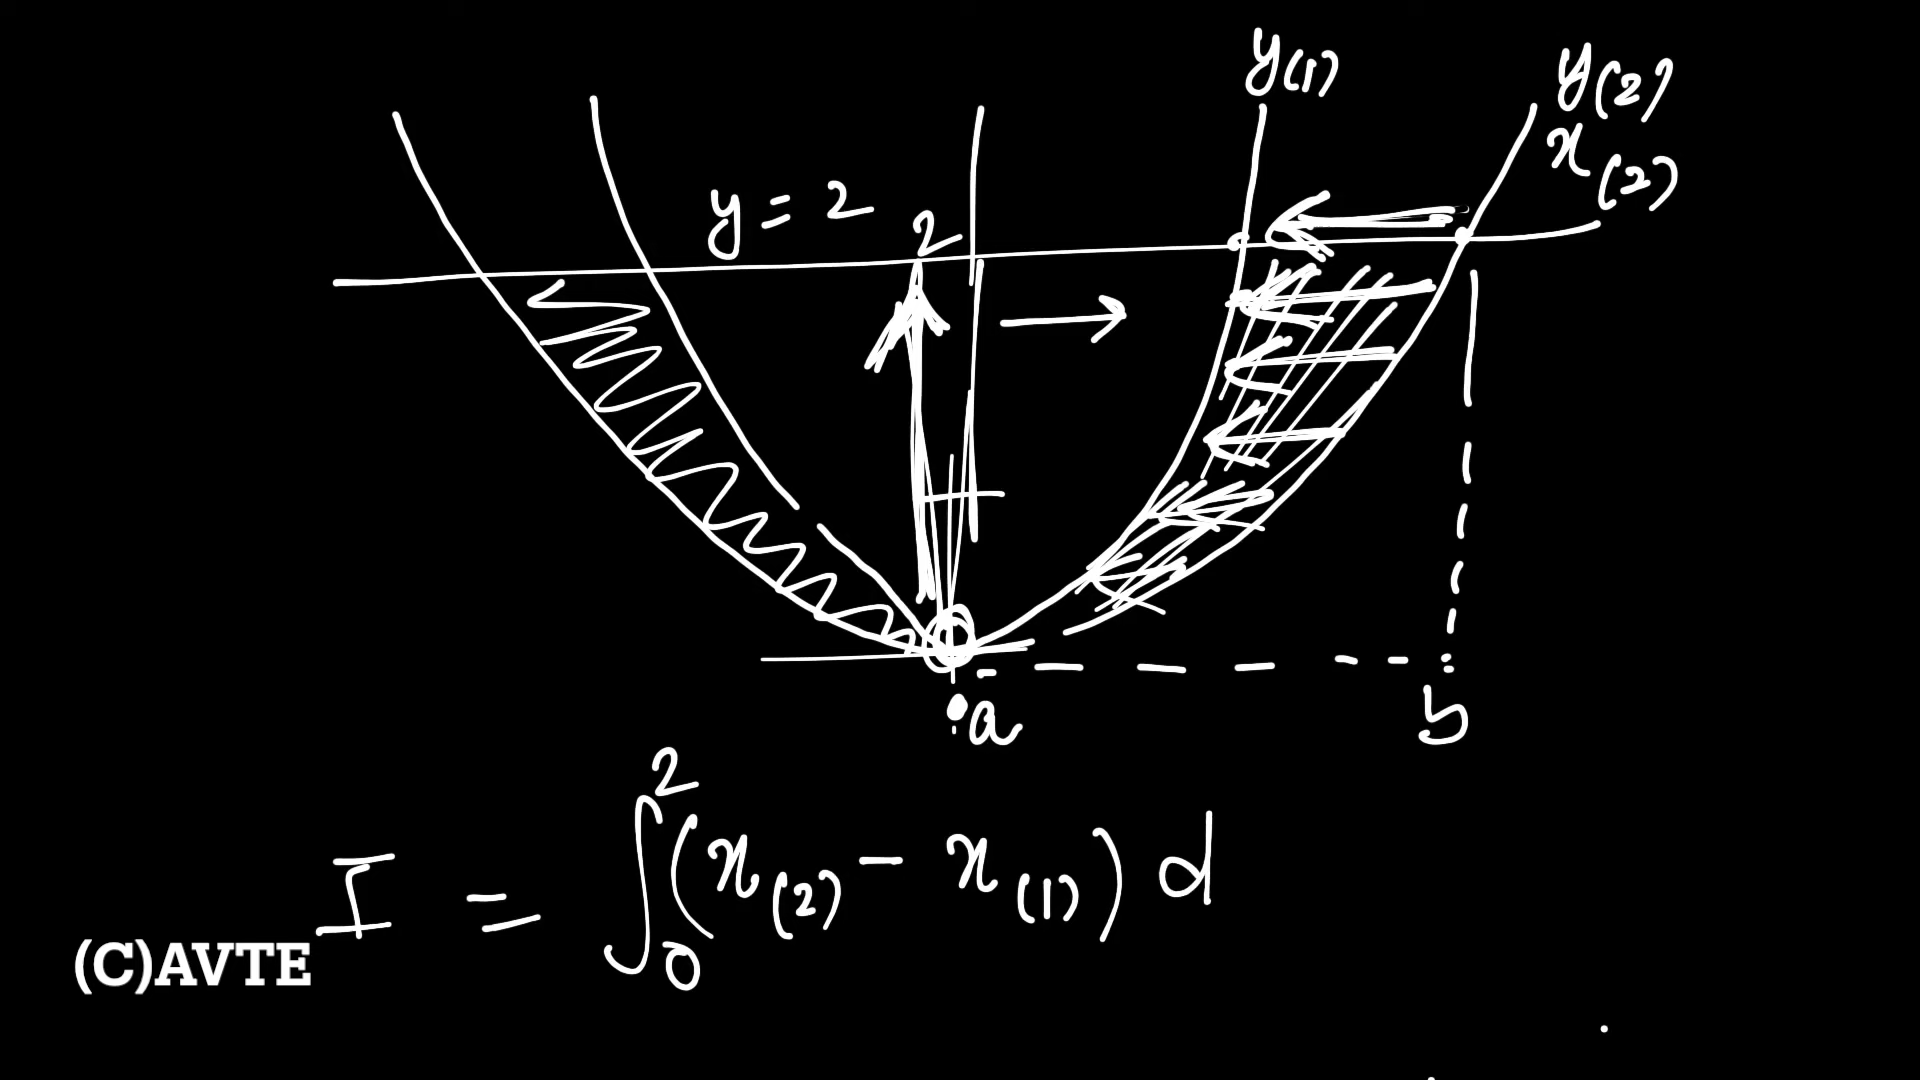 y(1)
y(2)
x(2)
y = 2
2
a
b
I = ∫₀² (x(2) - x(1)) d
(C)AVTE